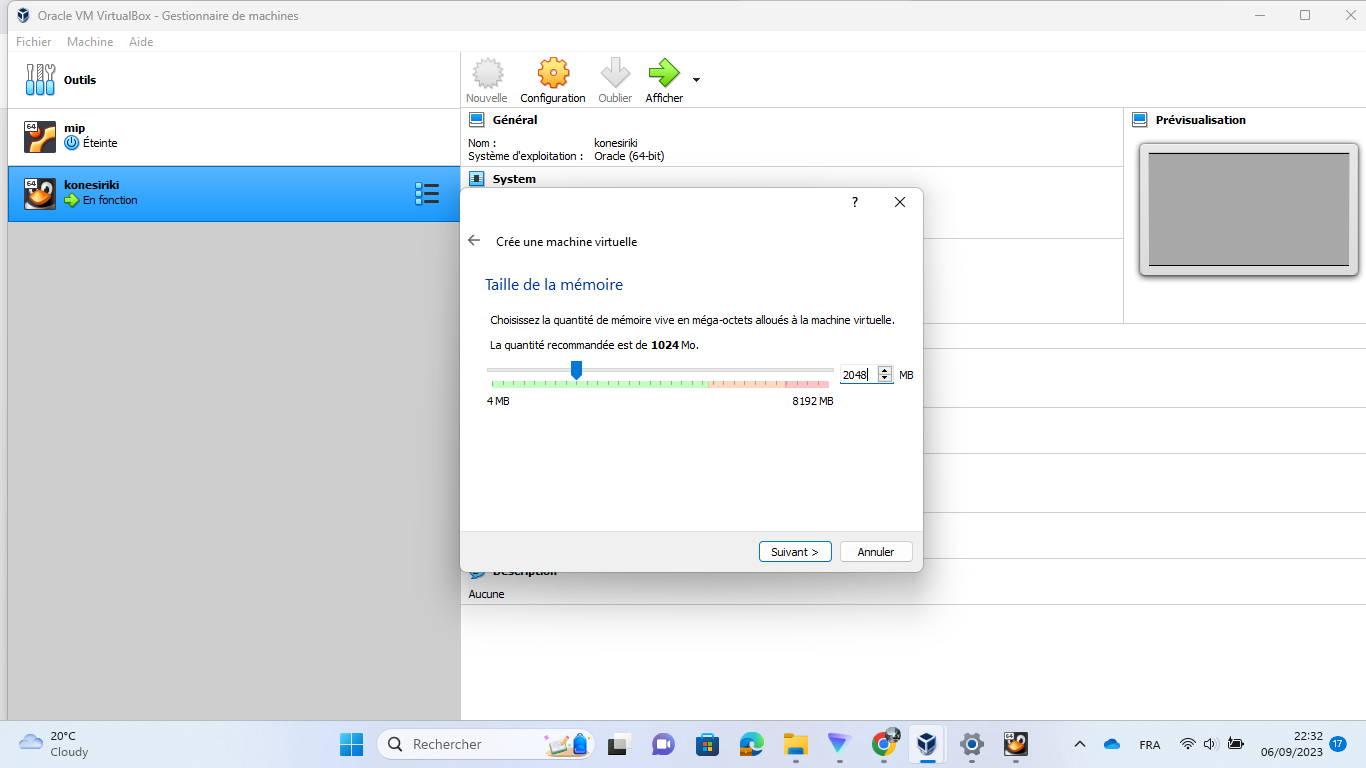 Oracle VM VirtualBox - Gestionnaire de machines
Fichier Machine Aide
Outils
Nouvelle Configuration Oublier Afficher
64
mip
Éteinte
64
konesiriki
En fonction
Général
Nom : konesiriki
Système d'exploitation : Oracle (64-bit)
System
Prévisualisation
?
Crée une machine virtuelle
Taille de la mémoire
Choisissez la quantité de mémoire vive en méga-octets alloués à la machine virtuelle.
La quantité recommandée est de 1024 Mo.
2048 MB
4 MB 8192 MB
Suivant > Annuler
Description
Aucune
20°C
Cloudy
Rechercher
64
FRA
22:32
06/09/2023
17